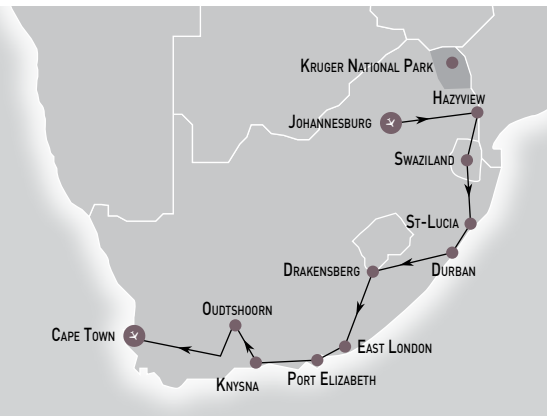 Kruger National Park
Hazyview
Johannesburg
Swaziland
St-Lucia
Durban
Drakensberg
Oudtshoorn
Cape Town
East London
Port Elizabeth
Knysna